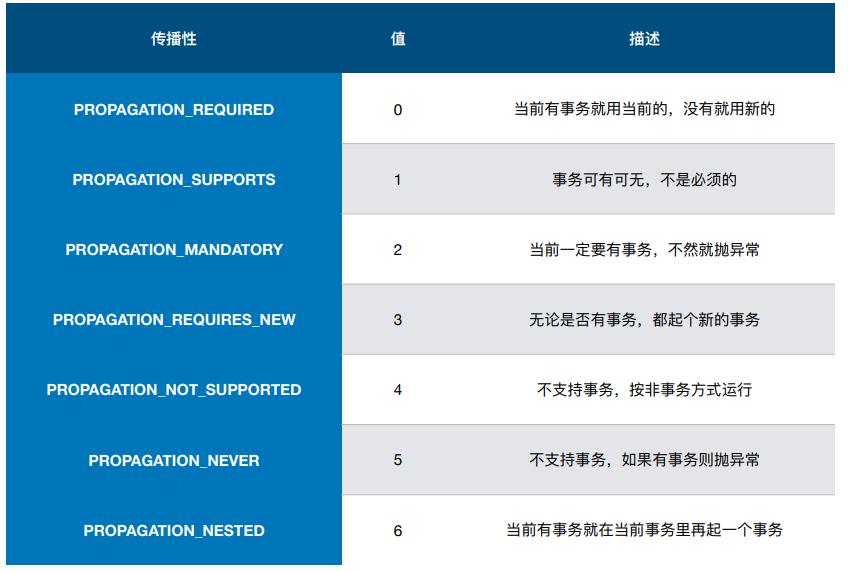 传播性 值 描述
PROPAGATION_REQUIRED 0 当前有事务就用当前的，没有就用新的
PROPAGATION_SUPPORTS 1 事务可有可无，不是必须的
PROPAGATION_MANDATORY 2 当前一定要有事务，不然就抛异常
PROPAGATION_REQUIRES_NEW 3 无论是否有事务，都起个新的事务
PROPAGATION_NOT_SUPPORTED 4 不支持事务，按非事务方式运行
PROPAGATION_NEVER 5 不支持事务，如果有事务则抛异常
PROPAGATION_NESTED 6 当前有事务就在当前事务里再起一个事务